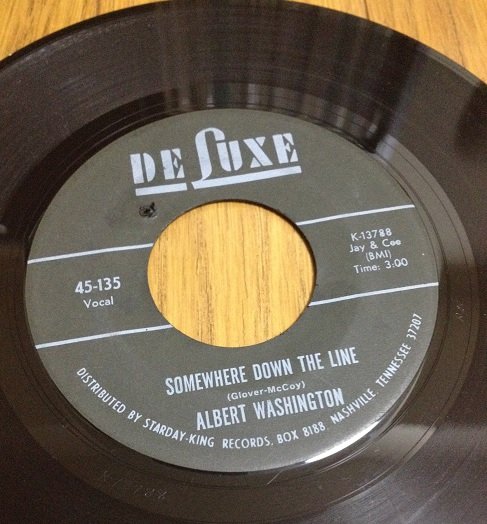 DE LUXE
K-13788
Jay & Cee
(BMI)
Time: 3:00
45-135
Vocal
SOMEWHERE DOWN THE LINE
(Glover-McCoy)
ALBERT WASHINGTON
DISTRIBUTED BY STARDAY-KING RECORDS, BOX 8188, NASHVILLE, TENNESSEE 37207